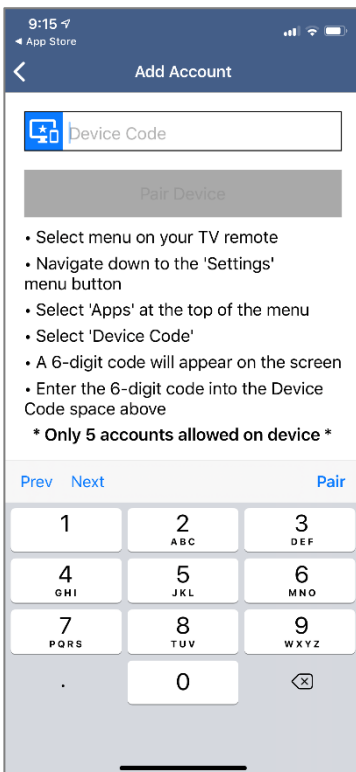 9:15
◀ App Store
Add Account
Device Code
Pair Device
• Select menu on your TV remote
• Navigate down to the 'Settings'
menu button
• Select 'Apps' at the top of the menu
• Select 'Device Code'
• A 6-digit code will appear on the screen
• Enter the 6-digit code into the Device
Code space above
* Only 5 accounts allowed on device *
Prev Next Pair
1 2 3
ABC DEF
4 5 6
GHI JKL MNO
7 8 9
PQRS TUV WXYZ
. 0